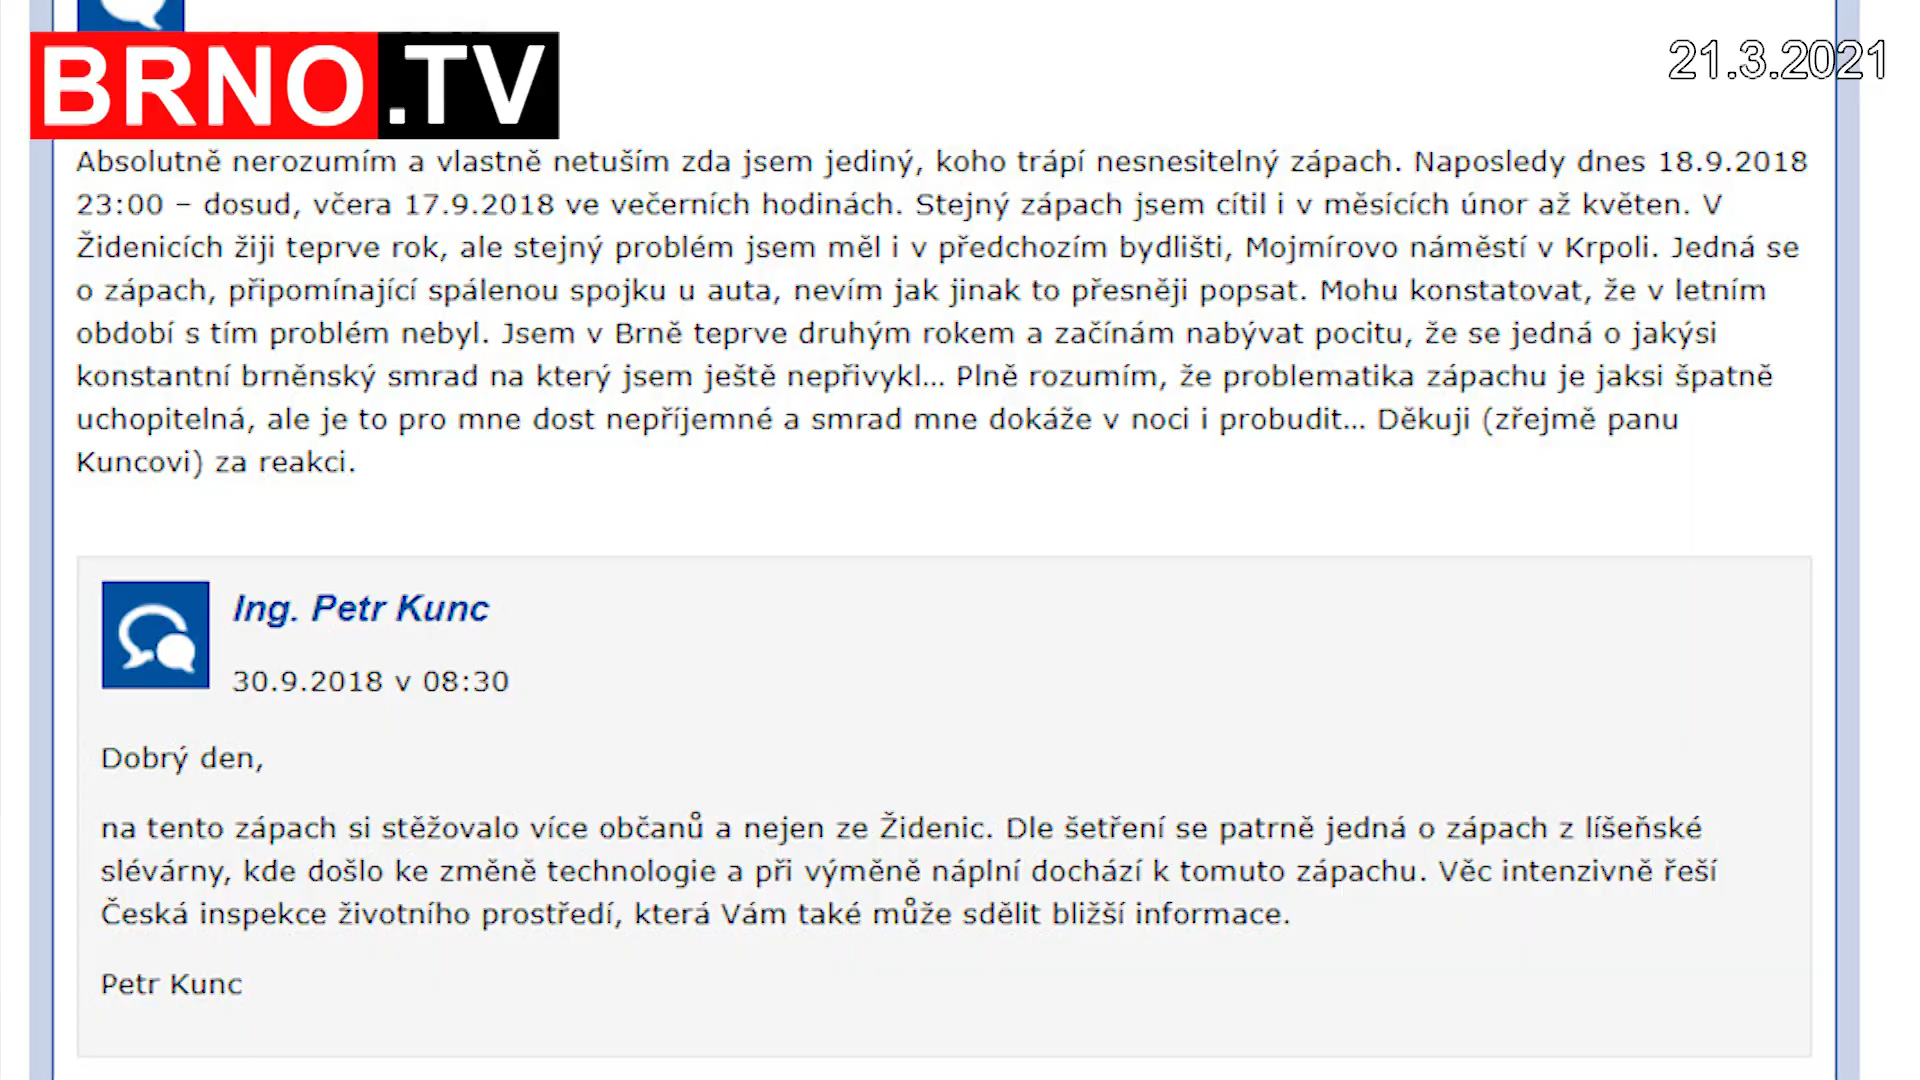 BRNO.TV
21.3.2021
Absolutně nerozumím a vlastně netuším zda jsem jediný, koho trápí nesnesitelný zápach. Naposledy dnes 18.9.2018
23:00 – dosud, včera 17.9.2018 ve večerních hodinách. Stejný zápach jsem cítil i v měsících únor až květen. V
Židenicích žiji teprve rok, ale stejný problém jsem měl i v předchozím bydlišti, Mojmírovo náměstí v Krpoli. Jedná se
o zápach, připomínající spálenou spojku u auta, nevím jak jinak to přesněji popsat. Mohu konstatovat, že v letním
období s tím problém nebyl. Jsem v Brně teprve druhým rokem a začínám nabývat pocitu, že se jedná o jakýsi
konstantní brněnský smrad na který jsem ještě nepřivykl... Plně rozumím, že problematika zápachu je jaksi špatně
uchopitelná, ale je to pro mne dost nepříjemné a smrad mne dokáže v noci i probudit... Děkuji (zřejmě panu
Kuncovi) za reakci.
Ing. Petr Kunc
30.9.2018 v 08:30
Dobrý den,
na tento zápach si stěžovalo více občanů a nejen ze Židenic. Dle šetření se patrně jedná o zápach z líšeňské
slévárny, kde došlo ke změně technologie a při výměně náplní dochází k tomuto zápachu. Věc intenzivně řeší
Česká inspekce životního prostředí, která Vám také může sdělit bližší informace.
Petr Kunc